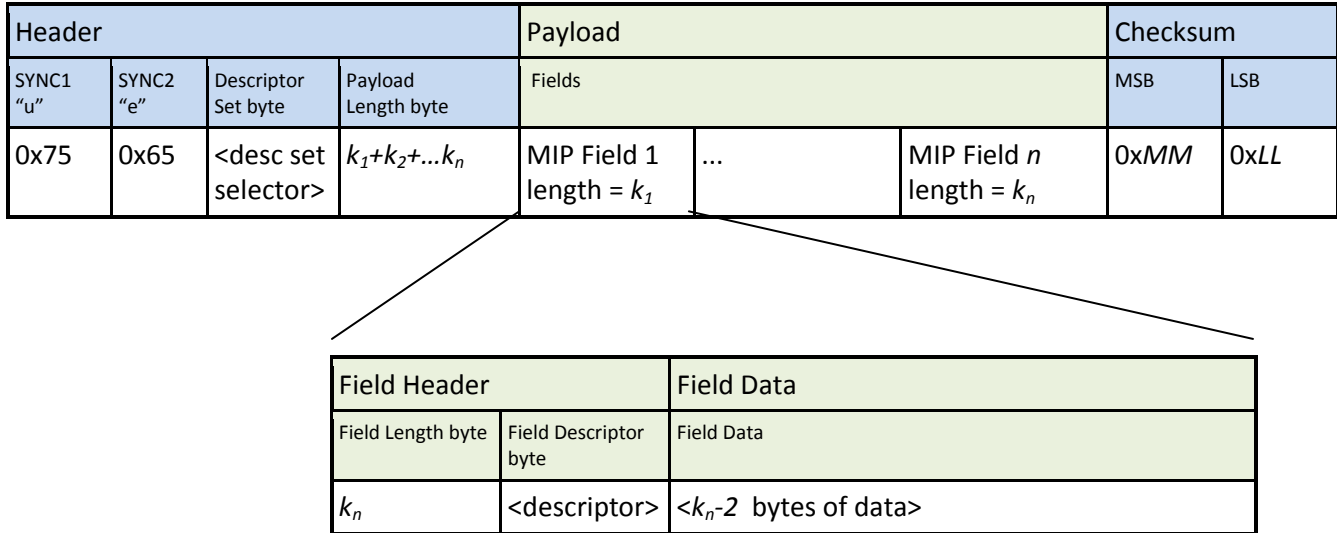 Header Payload Checksum
SYNC1 “u” SYNC2 “e” Descriptor Set byte Payload Length byte Fields MSB LSB
0x75 0x65 <desc set selector> k₁+k₂+…kₙ MIP Field 1 length = k₁ ... MIP Field n length = kₙ 0xMM 0xLL
Field Header Field Data
Field Length byte Field Descriptor byte Field Data
kₙ <descriptor> <kₙ-2 bytes of data>